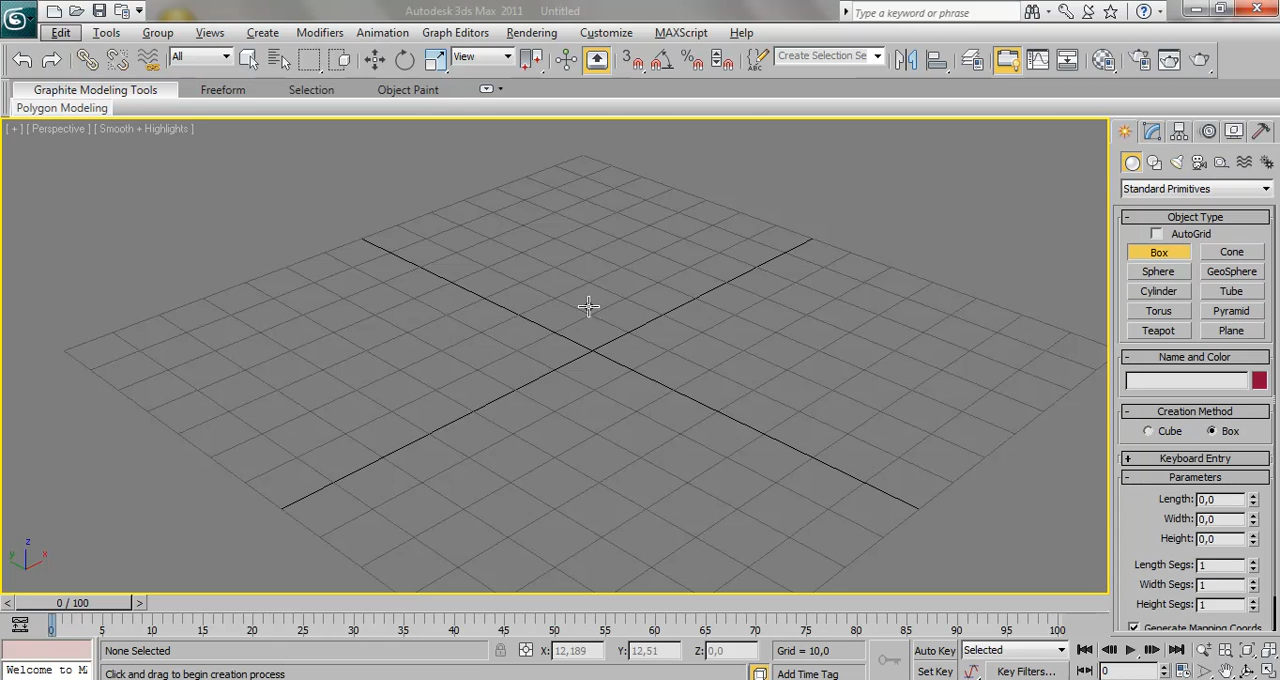 Autodesk 3ds Max 2011 Untitled
Type a keyword or phrase
Edit Tools Group Views Create Modifiers Animation Graph Editors Rendering Customize MAXScript Help
All View 3 Create Selection Se
Graphite Modeling Tools Freeform Selection Object Paint
Polygon Modeling
[ + ] [ Perspective ] [ Smooth + Highlights ]
Standard Primitives
- Object Type
AutoGrid
Box Cone
Sphere GeoSphere
Cylinder Tube
Torus Pyramid
Teapot Plane
- Name and Color
- Creation Method
Cube Box
+ Keyboard Entry
- Parameters
Length: 0,0
Width: 0,0
Height: 0,0
Length Segs: 1
Width Segs: 1
Height Segs: 1
Generate Mapping Coords
z
y x
< 0 / 100 >
0 5 10 15 20 25 30 35 40 45 50 55 60 65 70 75 80 85 90 95 100
None Selected X: 12,189 Y: 12,51 Z: 0,0 Grid = 10,0 Auto Key Selected
Welcome to M Click and drag to begin creation process Add Time Tag Set Key Key Filters... 0